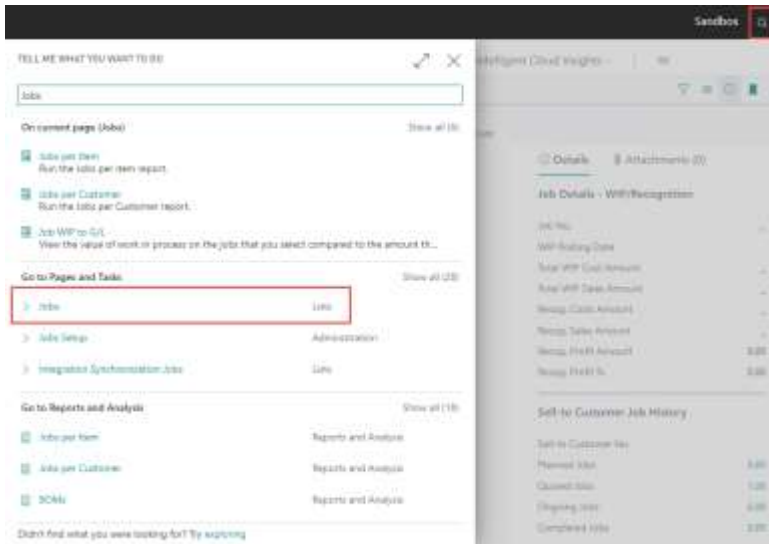 Sandbox
TELL ME WHAT YOU WANT TO DO
Intelligent Cloud Insights
Jobs
On current page (Jobs) Show all (9)
Jobs per Item
Run the Jobs per Item report.
Jobs per Customer
Run the Jobs per Customer report.
Job WIP to G/L
View the value of work in process on the jobs that you select compared to the amount th...
Go to Pages and Tasks Show all (20)
Jobs Lists
Jobs Setup Administration
Integration Synchronization Jobs Lists
Go to Reports and Analysis Show all (19)
Jobs per Item Reports and Analysis
Jobs per Customer Reports and Analysis
BOMs Reports and Analysis
Didn't find what you were looking for? Try exploring
Details Attachments (0)
Job Details - WIP/Recognition
Job No.
WIP Posting Date
Total WIP Cost Amount
Total WIP Sales Amount
Recog. Costs Amount
Recog. Sales Amount
Recog. Profit Amount 0.00
Recog. Profit % 0.00
Sell-to Customer Job History
Sell-to Customer No.
Planned Jobs 0.00
Quoted Jobs 1.00
Ongoing Jobs 0.00
Completed Jobs 0.00